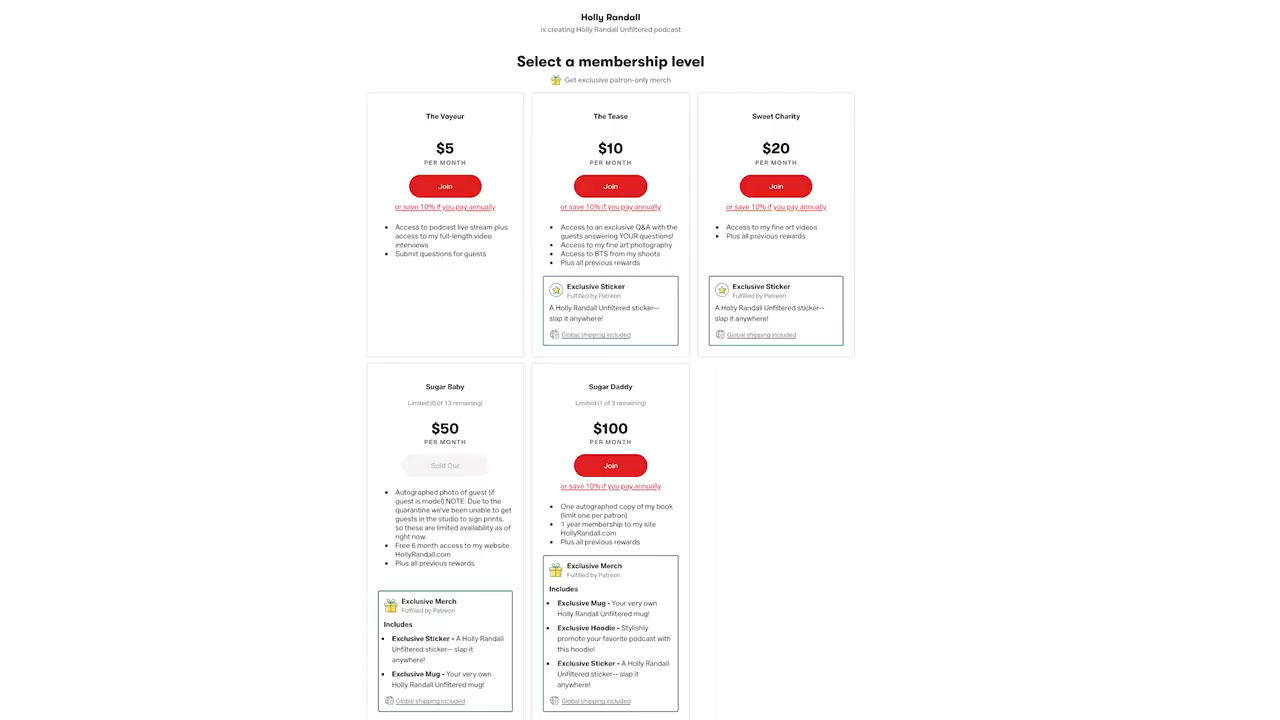 Holly Randall
is creating Holly Randall Unfiltered podcast
Select a membership level
Get exclusive patron-only merch
The Voyeur
$5
PER MONTH
Join
or save 10% if you pay annually
Access to podcast live stream plus
access to my full-length video
interviews
Submit questions for guests
The Tease
$10
PER MONTH
Join
or save 10% if you pay annually
Access to an exclusive Q&A with the
guests answering YOUR questions!
Access to my fine art photography
Access to BTS from my shoots
Plus all previous rewards
Exclusive Sticker
Fulfilled by Patreon
A Holly Randall Unfiltered sticker--
slap it anywhere!
Global shipping included
Sweet Charity
$20
PER MONTH
Join
or save 10% if you pay annually
Access to my fine art videos
Plus all previous rewards
Exclusive Sticker
Fulfilled by Patreon
A Holly Randall Unfiltered sticker--
slap it anywhere!
Global shipping included
Sugar Baby
Limited (0 of 13 remaining)
$50
PER MONTH
Sold Out
Autographed photo of guest (if
guest is model) NOTE: Due to the
quarantine we've been unable to get
guests in the studio to sign prints,
so these are limited availability as of
right now.
Free 6 month access to my website
HollyRandall.com
Plus all previous rewards
Exclusive Merch
Fulfilled by Patreon
Includes
Exclusive Sticker - A Holly Randall
Unfiltered sticker-- slap it
anywhere!
Exclusive Mug - Your very own
Holly Randall Unfiltered mug!
Global shipping included
Sugar Daddy
Limited (1 of 3 remaining)
$100
PER MONTH
Join
or save 10% if you pay annually
One autographed copy of my book
(limit one per patron)
1 year membership to my site
HollyRandall.com
Plus all previous rewards
Exclusive Merch
Fulfilled by Patreon
Includes
Exclusive Mug - Your very own
Holly Randall Unfiltered mug!
Exclusive Hoodie - Stylishly
promote your favorite podcast with
this hoodie!
Exclusive Sticker - A Holly Randall
Unfiltered sticker-- slap it
anywhere!
Global shipping included